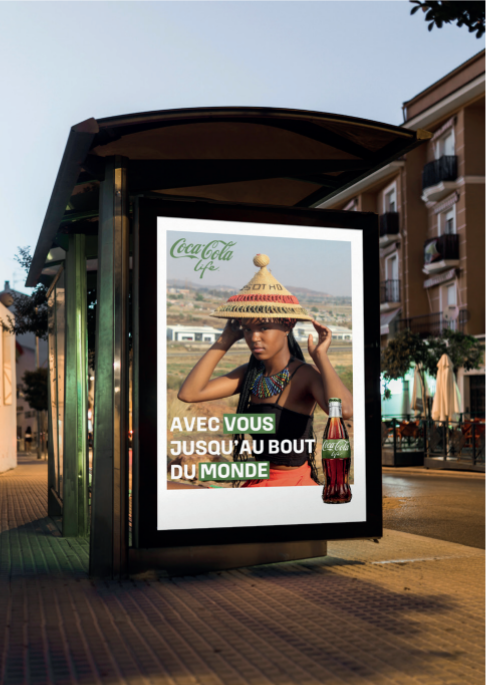 Coca-Cola
life
SOTHO
AVEC VOUS
JUSQU'AU BOUT
DU MONDE
Coca-Cola